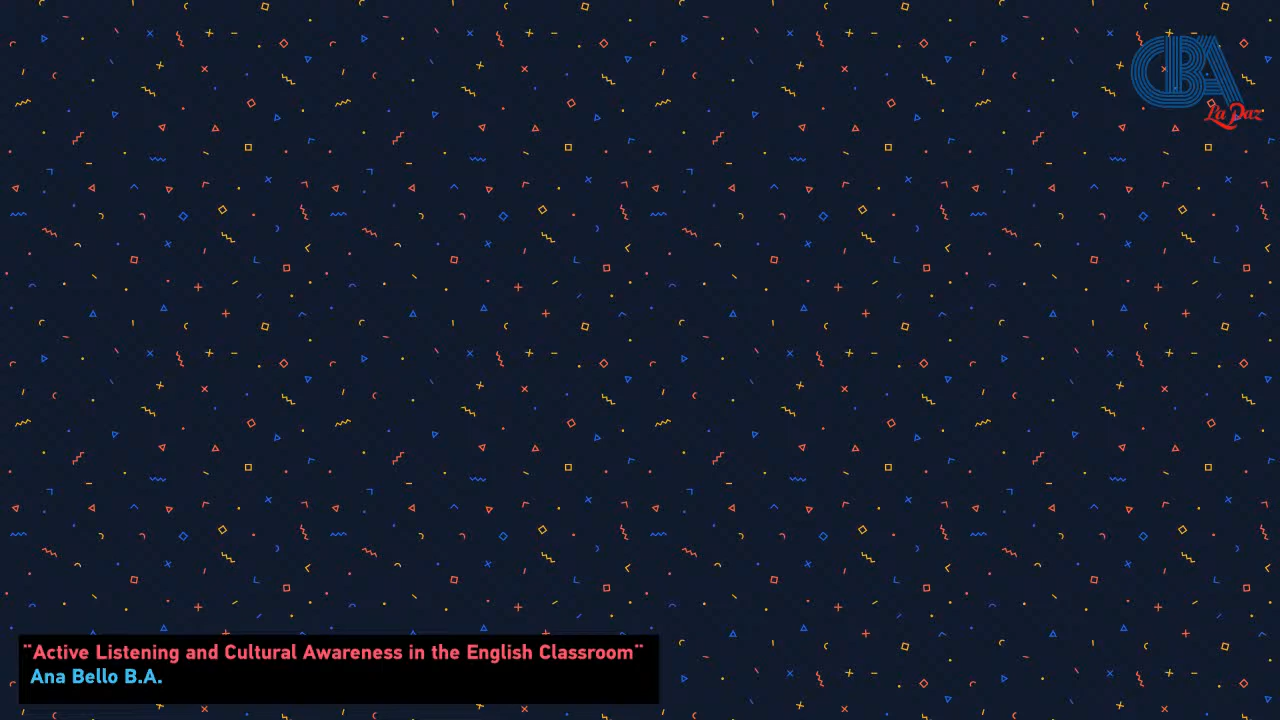 CBA
La Paz
¨Active Listening and Cultural Awareness in the English Classroom¨
Ana Bello B.A.